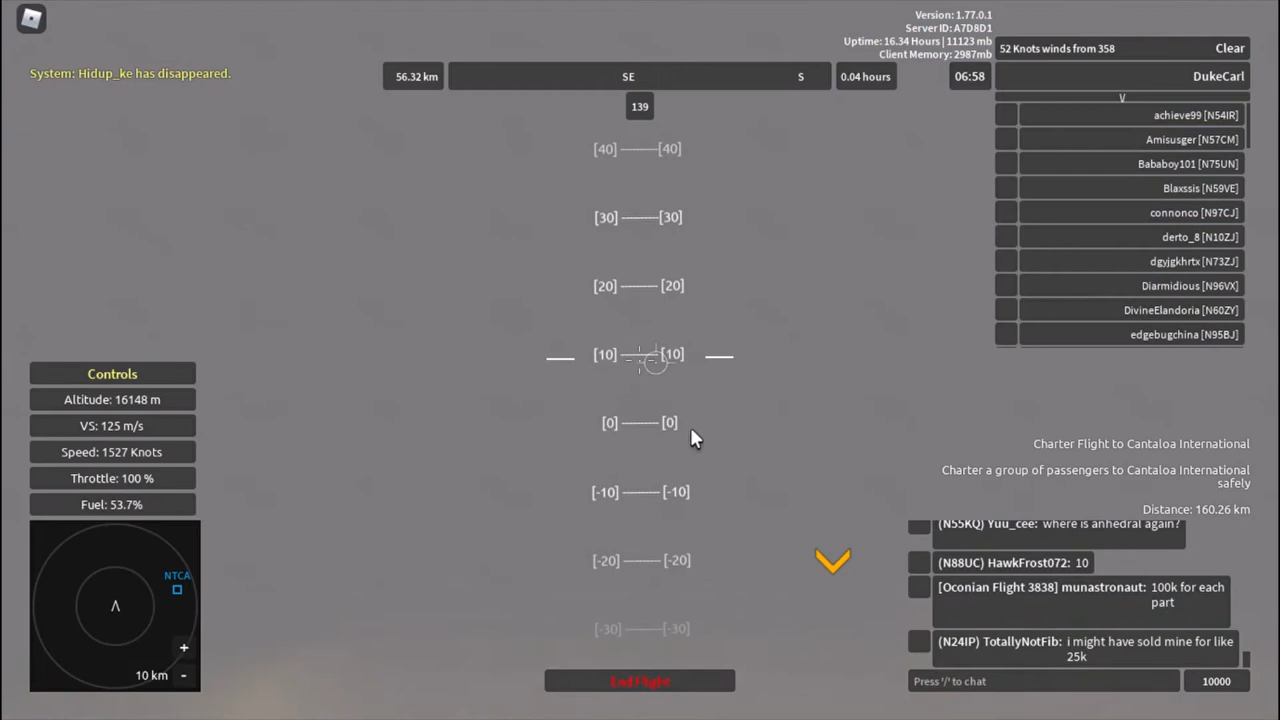 Version: 1.77.0.1
Server ID: A7D8D1
Uptime: 16.34 Hours | 11123 mb
Client Memory: 2987mb
52 Knots winds from 358 Clear
System: Hidup_ke has disappeared.
56.32 km SE S 0.04 hours 06:58 DukeCarl
V
139
achieve99 [N54IR]
Amisusger [N57CM]
Bababoy101 [N75UN]
Blaxssis [N59VE]
connonco [N97CJ]
derto_8 [N10ZJ]
dgyjgkhrtx [N73ZJ]
Diarmidious [N96VX]
DivineElandoria [N60ZY]
edgebugchina [N95BJ]
[40] [40]
[30] [30]
[20] [20]
[10] [10]
[0] [0]
[-10] [-10]
[-20] [-20]
[-30] [-30]
Controls
Altitude: 16148 m
VS: 125 m/s
Speed: 1527 Knots
Throttle: 100 %
Fuel: 53.7%
NTCA
+
10 km -
Charter Flight to Cantaloa International
Charter a group of passengers to Cantaloa International
safely
Distance: 160.26 km
(N55KQ) Yuu_cee: where is anhedral again?
(N88UC) HawkFrost072: 10
[Oconian Flight 3838] munastronaut: 100k for each
part
(N24IP) TotallyNotFib: i might have sold mine for like
25k
End Flight
Press '/' to chat 10000